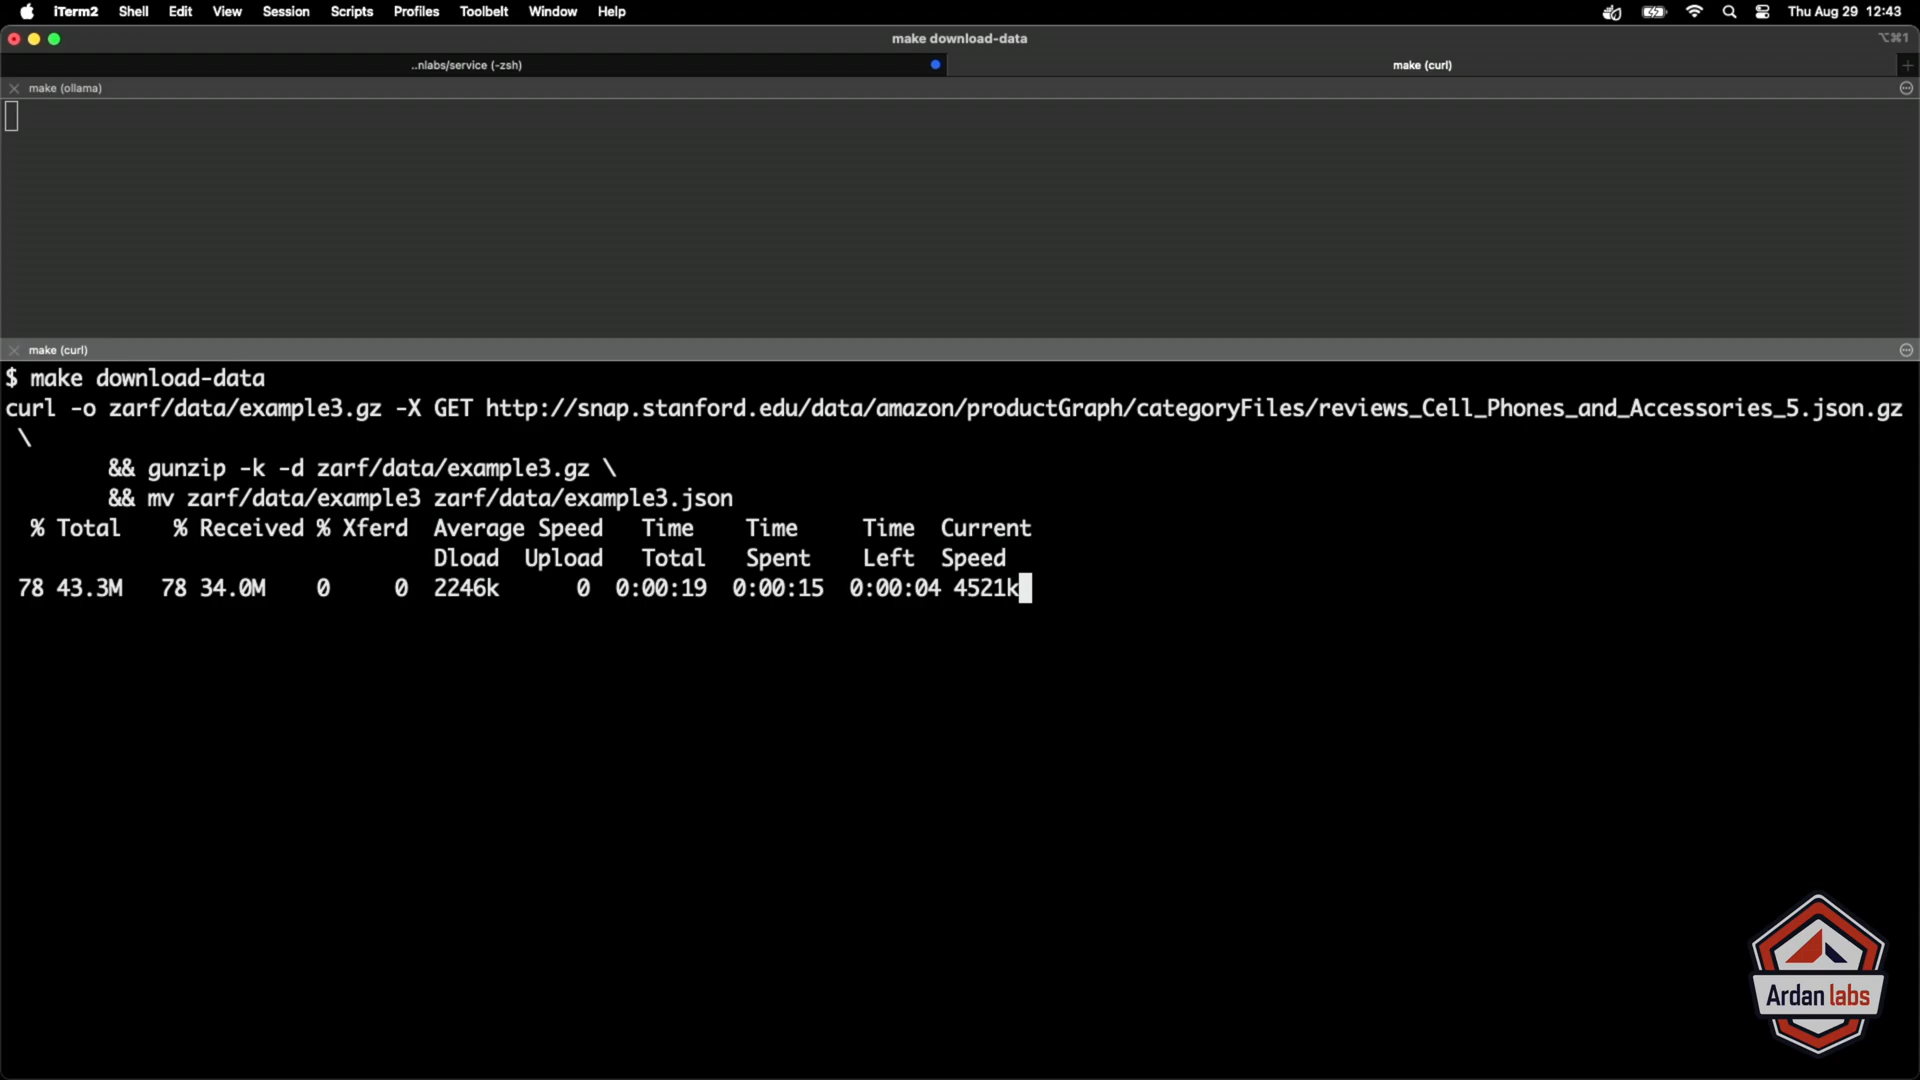 iTerm2 Shell Edit View Session Scripts Profiles Toolbelt Window Help Thu Aug 29 12:43
make download-data ⌥⌘1
..nlabs/service (-zsh) make (curl)
make (ollama)
make (curl)
$ make download-data
curl -o zarf/data/example3.gz -X GET http://snap.stanford.edu/data/amazon/productGraph/categoryFiles/reviews_Cell_Phones_and_Accessories_5.json.gz
\
&& gunzip -k -d zarf/data/example3.gz \
&& mv zarf/data/example3 zarf/data/example3.json
% Total % Received % Xferd Average Speed Time Time Time Current
Dload Upload Total Spent Left Speed
78 43.3M 78 34.0M 0 0 2246k 0 0:00:19 0:00:15 0:00:04 4521k
Ardan labs